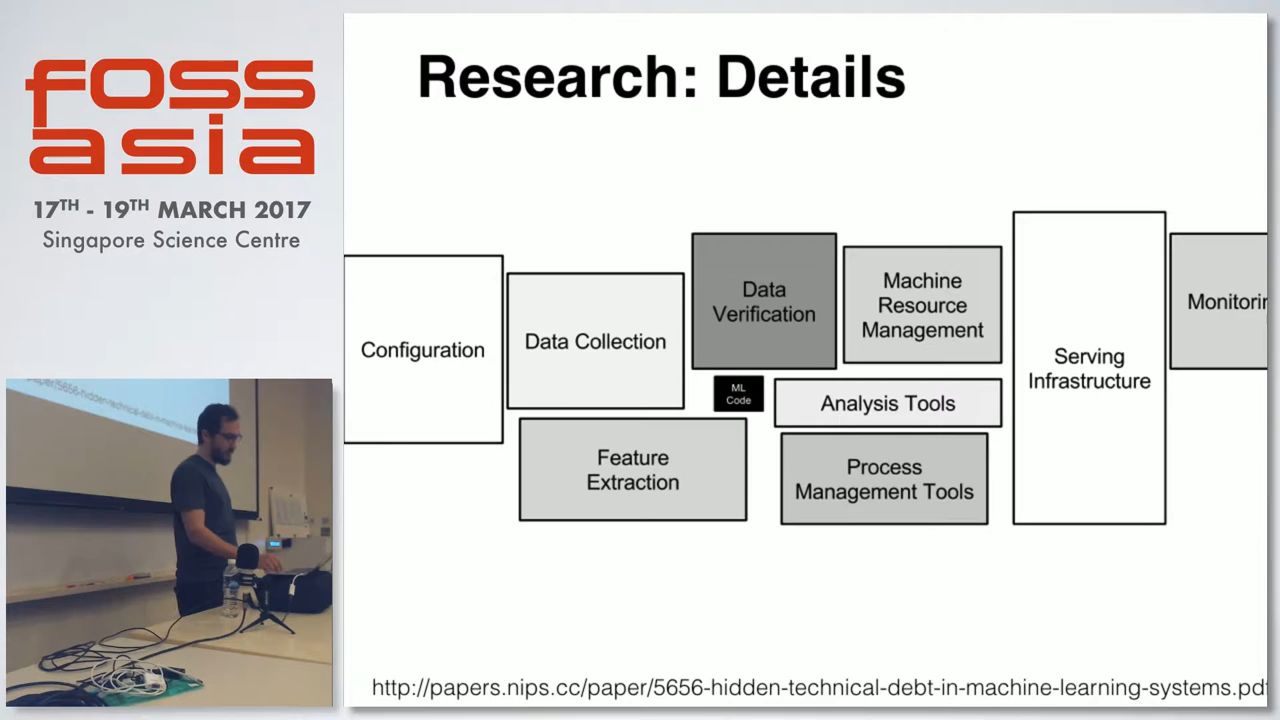 foss
asia
17TH - 19TH MARCH 2017
Singapore Science Centre
Research: Details
Configuration
Data Collection
Data
Verification
Machine
Resource
Management
Serving
Infrastructure
Monitorin
ML
Code
Analysis Tools
Feature
Extraction
Process
Management Tools
http://papers.nips.cc/paper/5656-hidden-technical-debt-in-machine-learning-systems.pdf